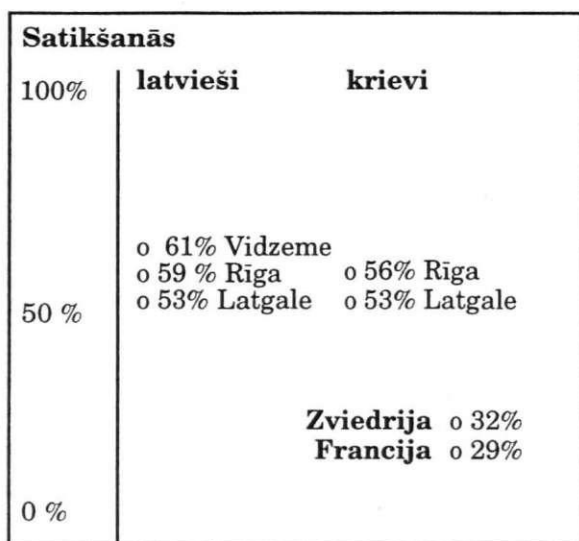 Satikšanās
100% latvieši krievi
o 61% Vidzeme
o 59 % Rīga o 56% Rīga
50 % o 53% Latgale o 53% Latgale
Zviedrija o 32%
Francija o 29%
0 %